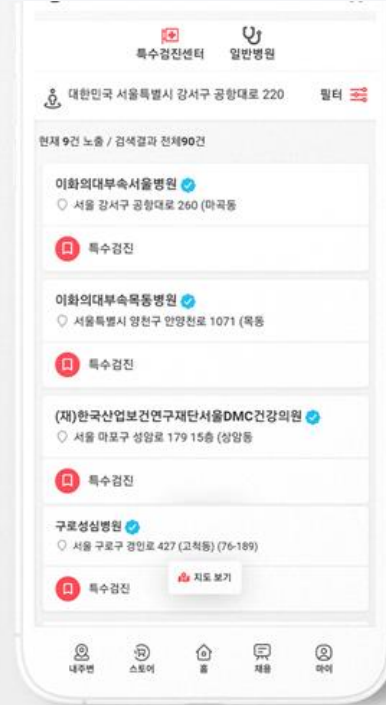 특수검진센터 일반병원
대한민국 서울특별시 강서구 공항대로 220 필터
현재 9건 노출 / 검색결과 전체90건
이화의대부속서울병원
서울 강서구 공항대로 260 (마곡동
특수검진
이화의대부속목동병원
서울특별시 양천구 안양천로 1071 (목동
특수검진
(재)한국산업보건연구재단서울DMC건강의원
서울 마포구 성암로 179 15층 (상암동
특수검진
구로성심병원
서울 구로구 경인로 427 (고척동) (76-189)
특수검진
지도 보기
내주변 스토어 홈 채용 마이